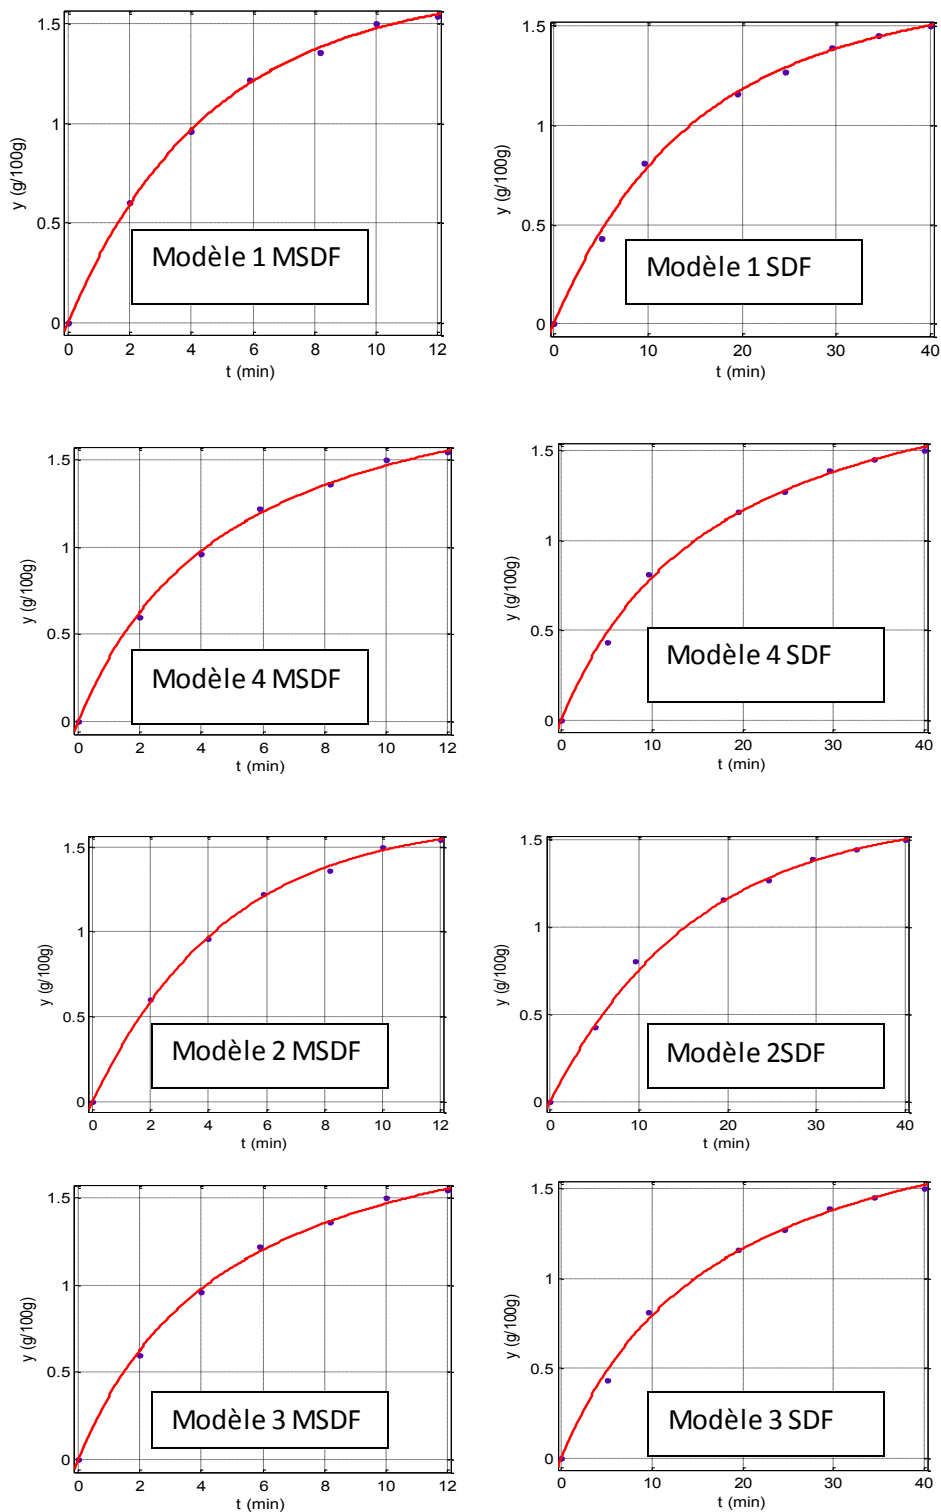 1.5
1
0.5
0
y (g/100g)
Modèle 1 MSDF
0 2 4 6 8 10 12
t (min)
1.5
1
0.5
0
y (g/100g)
Modèle 1 SDF
0 10 20 30 40
t (min)
1.5
1
0.5
0
y (g/100g)
Modèle 4 MSDF
0 2 4 6 8 10 12
t (min)
1.5
1
0.5
0
y (g/100g)
Modèle 4 SDF
0 10 20 30 40
t (min)
1.5
1
0.5
0
y (g/100g)
Modèle 2 MSDF
0 2 4 6 8 10 12
t (min)
1.5
1
0.5
0
y (g/100g)
Modèle 2SDF
0 10 20 30 40
t (min)
1.5
1
0.5
0
y (g/100g)
Modèle 3 MSDF
0 2 4 6 8 10 12
t (min)
1.5
1
0.5
0
y (g/100g)
Modèle 3 SDF
0 10 20 30 40
t (min)